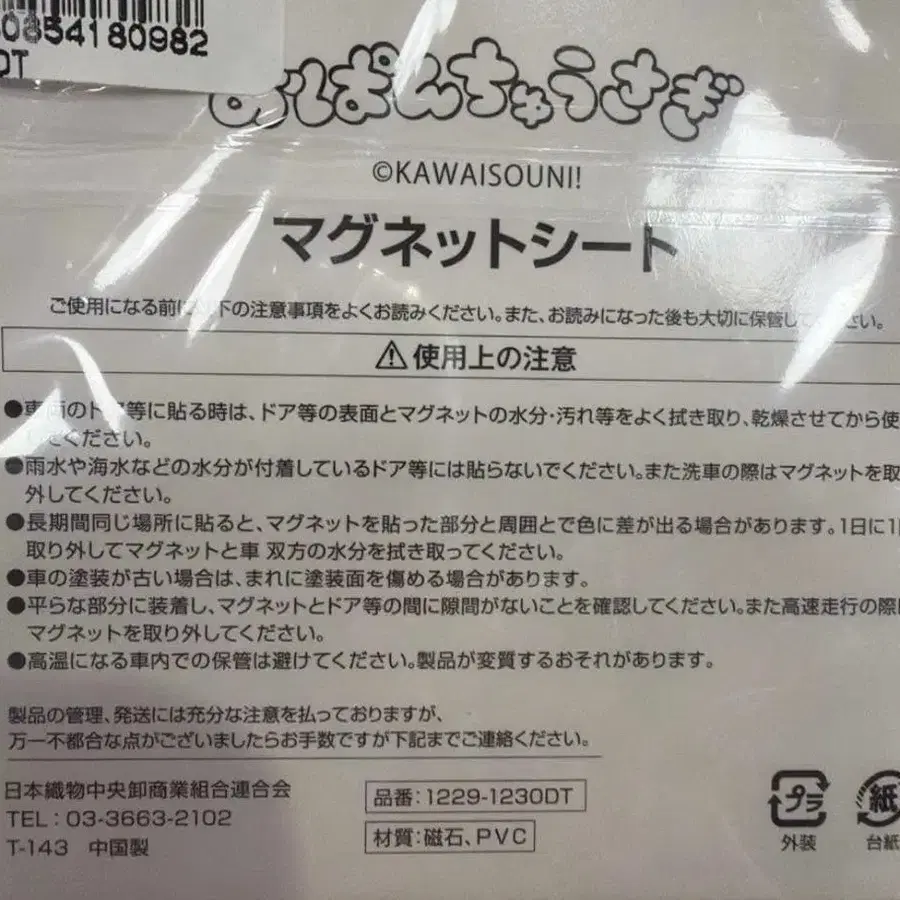 0854180982
DT
おぱんちゅうさぎ
©KAWAISOUNI!
マグネットシート
ご使用になる前に 下の注意事項をよくお読みください。また、お読みになった後も大切に保管し ださい。
使用上の注意
●車両のドア等に貼る時は、ドア等の表面とマグネットの水分・汚れ等をよく拭き取り、乾燥させてから使
してください。
●雨水や海水などの水分が付着しているドア等には貼らないでください。また洗車の際はマグネットを取
外してください。
●長期間同じ場所に貼ると、マグネットを貼った部分と周囲とで色に差が出る場合があります。1日に1
取り外してマグネットと車 双方の水分を拭き取ってください。
●車の塗装が古い場合は、まれに塗装面を傷める場合があります。
●平らな部分に装着し、マグネットとドア等の間に隙間がないことを確認してください。また高速走行の際
マグネットを取り外してください。
●高温になる車内での保管は避けてください。製品が変質するおそれがあります。
製品の管理、発送には充分な注意を払っておりますが、
万一不都合な点がございましたらお手数ですが下記までご連絡ください。
日本織物中央卸商業組合連合会
TEL：03-3663-2102
T-143 中国製
品番：1229-1230DT
材質：磁石、PVC
プラ
外装
紙
台紙